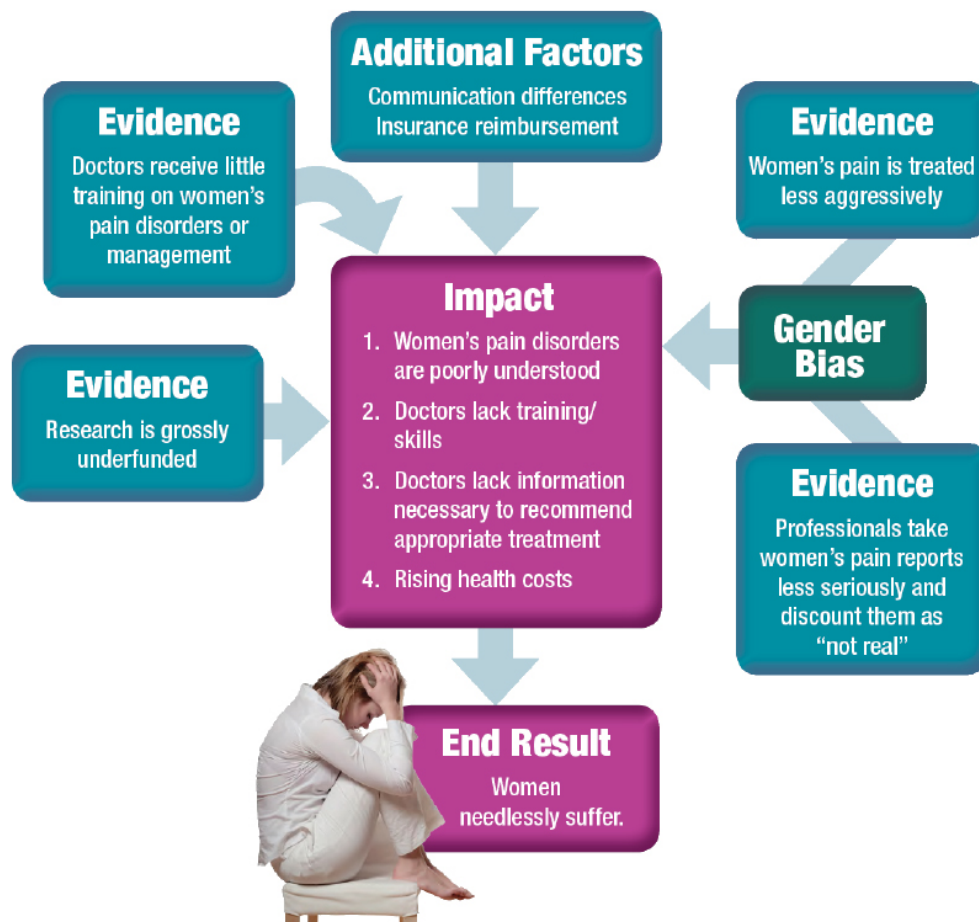 Additional Factors
Communication differences
Insurance reimbursement
Evidence
Doctors receive little
training on women’s
pain disorders or
management
Evidence
Women’s pain is treated
less aggressively
Impact
1. Women’s pain disorders
are poorly understood
2. Doctors lack training/
skills
3. Doctors lack information
necessary to recommend
appropriate treatment
4. Rising health costs
Gender
Bias
Evidence
Research is grossly
underfunded
Evidence
Professionals take
women’s pain reports
less seriously and
discount them as
“not real”
End Result
Women
needlessly suffer.